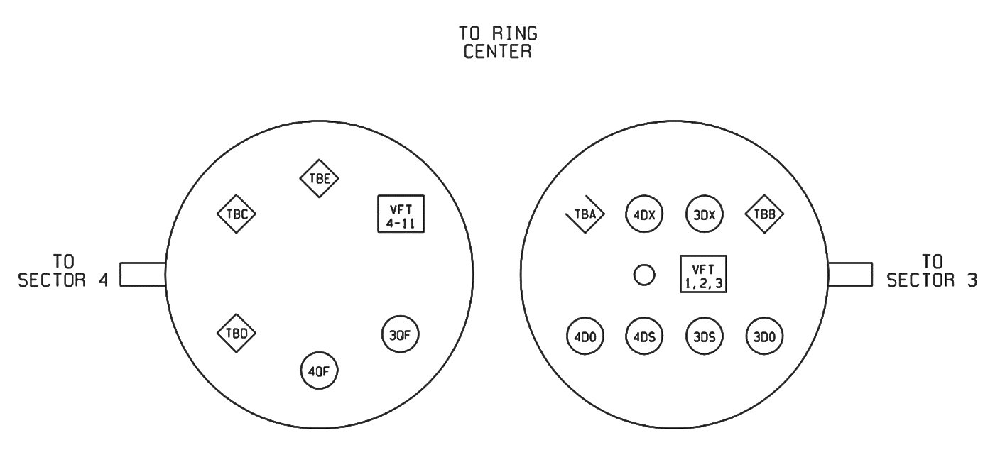 TO RING
CENTER
TBE
TBC
VFT
4-11
TBA
4DX
3DX
TBB
TO
SECTOR 4
VFT
1,2,3
TO
SECTOR 3
TBD
3QF
4QF
4DO
4DS
3DS
3DO